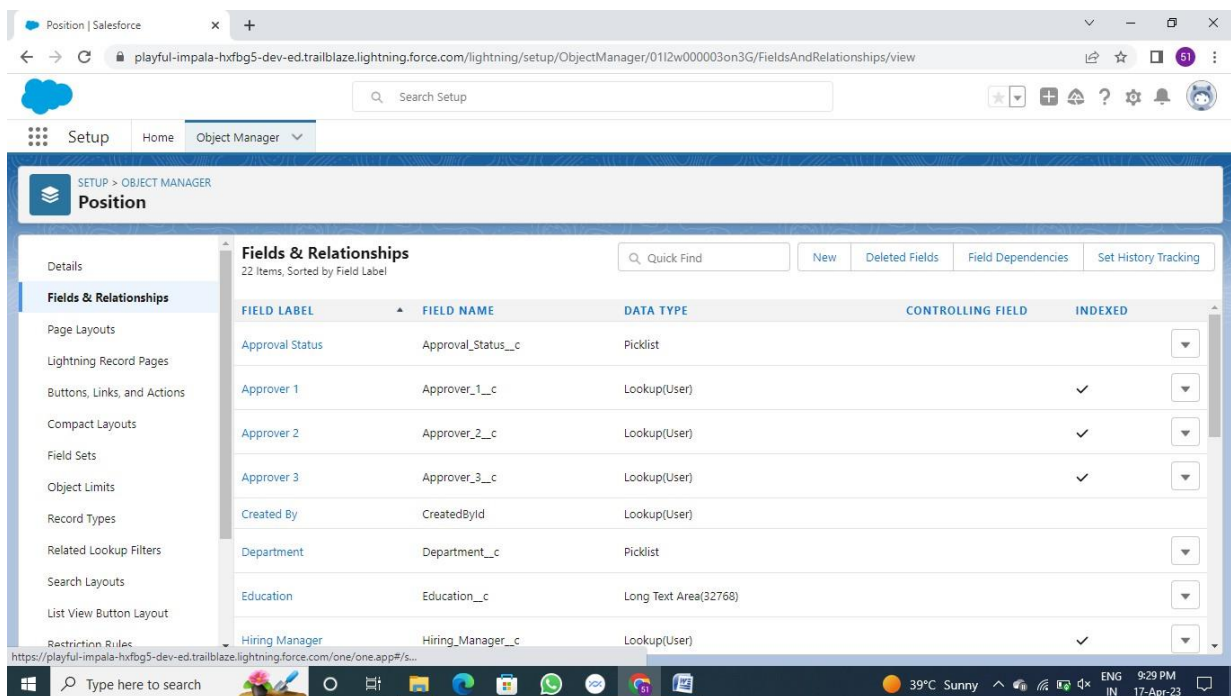 Position | Salesforce
playful-impala-hxfbg5-dev-ed.trailblaze.lightning.force.com/lightning/setup/ObjectManager/01I2w000003on3G/FieldsAndRelationships/view
51
Search Setup
Setup Home Object Manager
SETUP > OBJECT MANAGER
Position
Details
Fields & Relationships
Page Layouts
Lightning Record Pages
Buttons, Links, and Actions
Compact Layouts
Field Sets
Object Limits
Record Types
Related Lookup Filters
Search Layouts
List View Button Layout
Restriction Rules
Fields & Relationships
22 Items, Sorted by Field Label
Quick Find New Deleted Fields Field Dependencies Set History Tracking
FIELD LABEL FIELD NAME DATA TYPE CONTROLLING FIELD INDEXED
Approval Status Approval_Status__c Picklist
Approver 1 Approver_1__c Lookup(User)
Approver 2 Approver_2__c Lookup(User)
Approver 3 Approver_3__c Lookup(User)
Created By CreatedById Lookup(User)
Department Department__c Picklist
Education Education__c Long Text Area(32768)
Hiring Manager Hiring_Manager__c Lookup(User)
https://playful-impala-hxfbg5-dev-ed.trailblaze.lightning.force.com/one/one.app#/s...
Type here to search
39°C Sunny
ENG
IN
9:29 PM
17-Apr-23